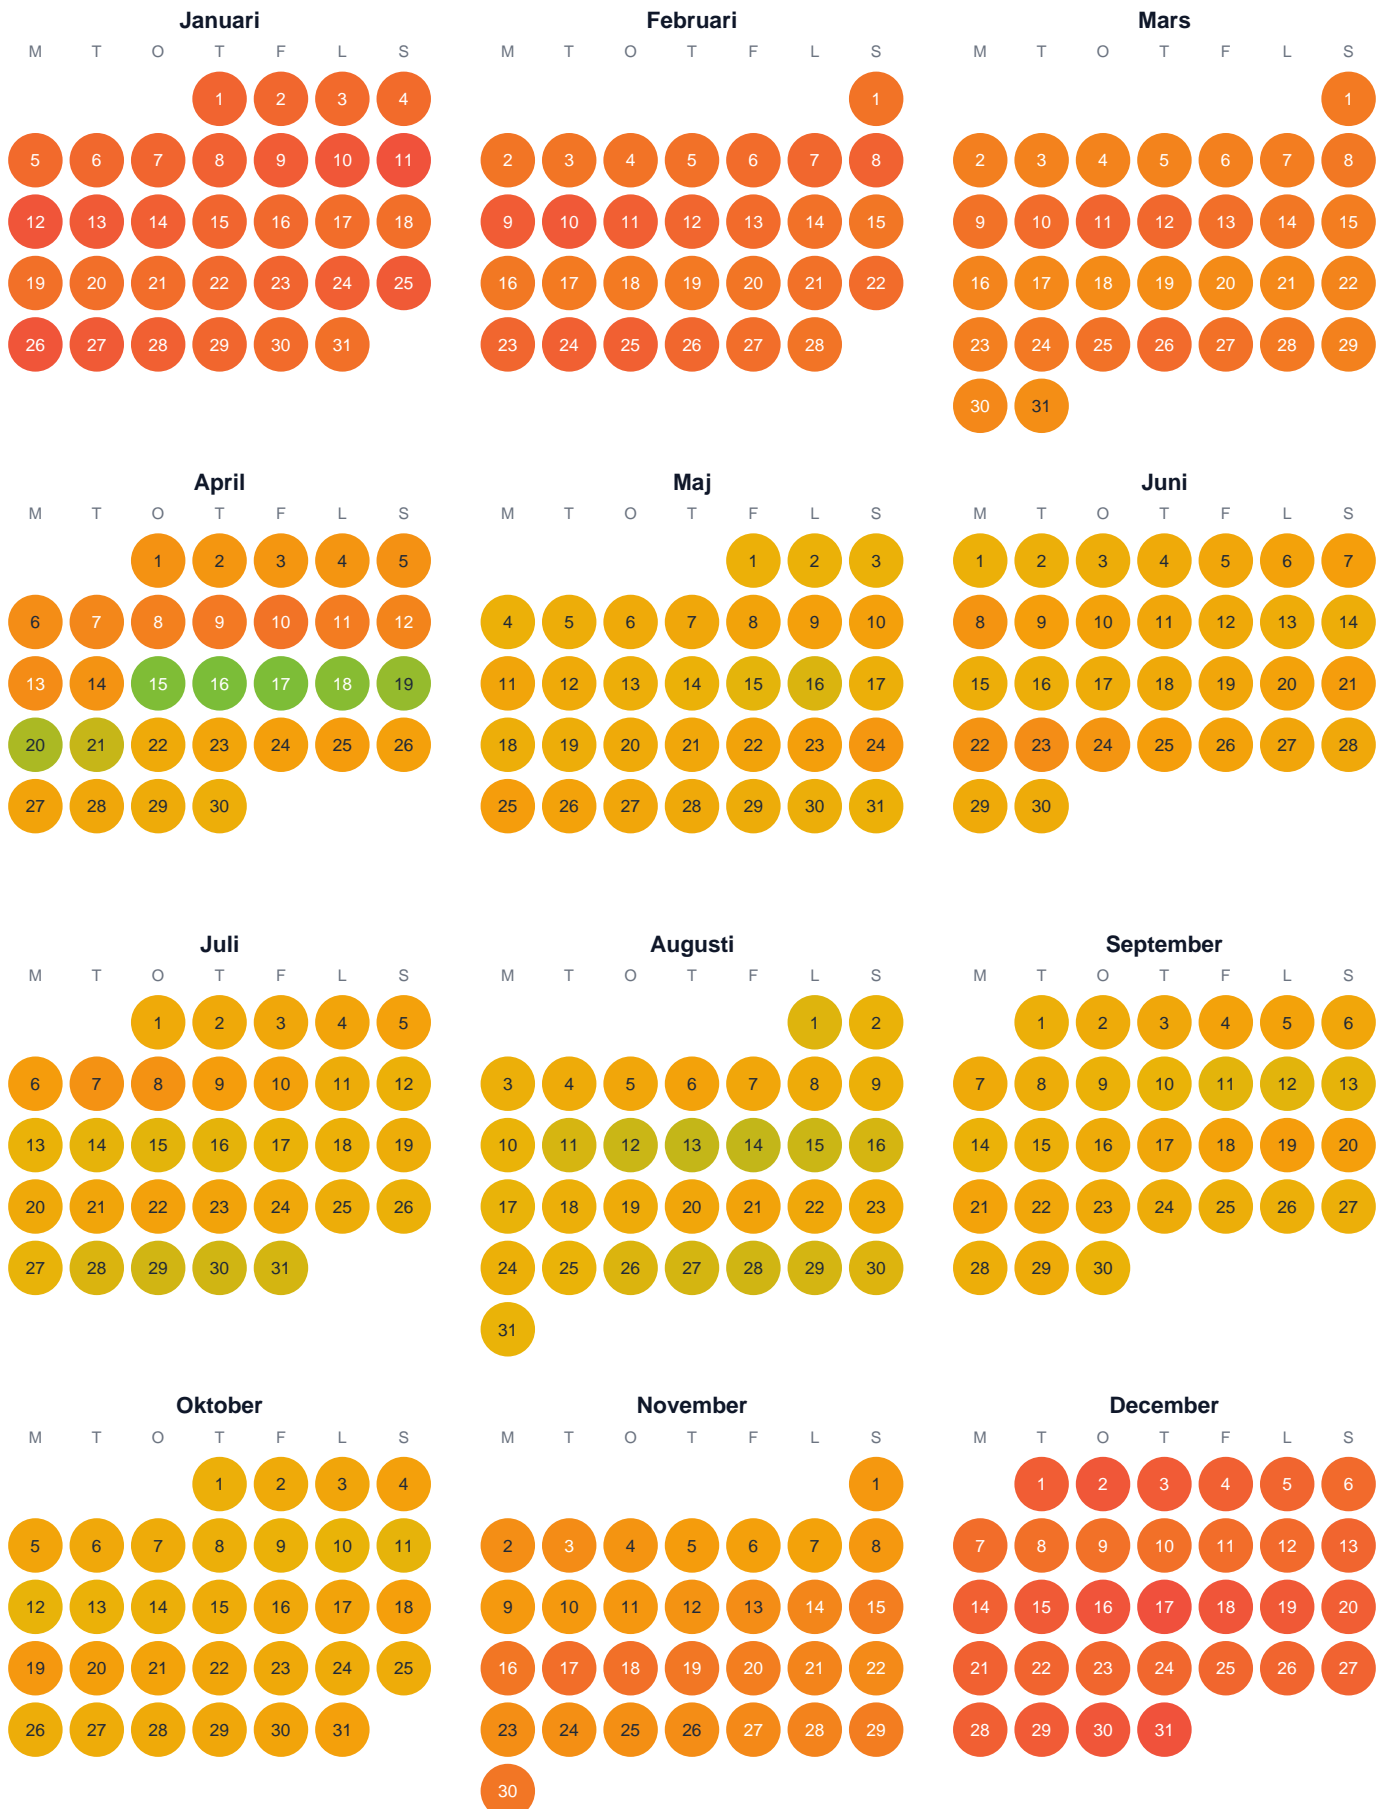 Januari Februari Mars
M T O T F L S M T O T F L S M T O T F L S
1 2 3 4 1 1
5 6 7 8 9 10 11 2 3 4 5 6 7 8 2 3 4 5 6 7 8
12 13 14 15 16 17 18 9 10 11 12 13 14 15 9 10 11 12 13 14 15
19 20 21 22 23 24 25 16 17 18 19 20 21 22 16 17 18 19 20 21 22
26 27 28 29 30 31 23 24 25 26 27 28 23 24 25 26 27 28 29
30 31
April Maj Juni
M T O T F L S M T O T F L S M T O T F L S
1 2 3 4 5 1 2 3 1 2 3 4 5 6 7
6 7 8 9 10 11 12 4 5 6 7 8 9 10 8 9 10 11 12 13 14
13 14 15 16 17 18 19 11 12 13 14 15 16 17 15 16 17 18 19 20 21
20 21 22 23 24 25 26 18 19 20 21 22 23 24 22 23 24 25 26 27 28
27 28 29 30 25 26 27 28 29 30 31 29 30
Juli Augusti September
M T O T F L S M T O T F L S M T O T F L S
1 2 3 4 5 1 2 1 2 3 4 5 6
6 7 8 9 10 11 12 3 4 5 6 7 8 9 7 8 9 10 11 12 13
13 14 15 16 17 18 19 10 11 12 13 14 15 16 14 15 16 17 18 19 20
20 21 22 23 24 25 26 17 18 19 20 21 22 23 21 22 23 24 25 26 27
27 28 29 30 31 24 25 26 27 28 29 30 28 29 30
31
Oktober November December
M T O T F L S M T O T F L S M T O T F L S
1 2 3 4 1 1 2 3 4 5 6
5 6 7 8 9 10 11 2 3 4 5 6 7 8 7 8 9 10 11 12 13
12 13 14 15 16 17 18 9 10 11 12 13 14 15 14 15 16 17 18 19 20
19 20 21 22 23 24 25 16 17 18 19 20 21 22 21 22 23 24 25 26 27
26 27 28 29 30 31 23 24 25 26 27 28 29 28 29 30 31
30